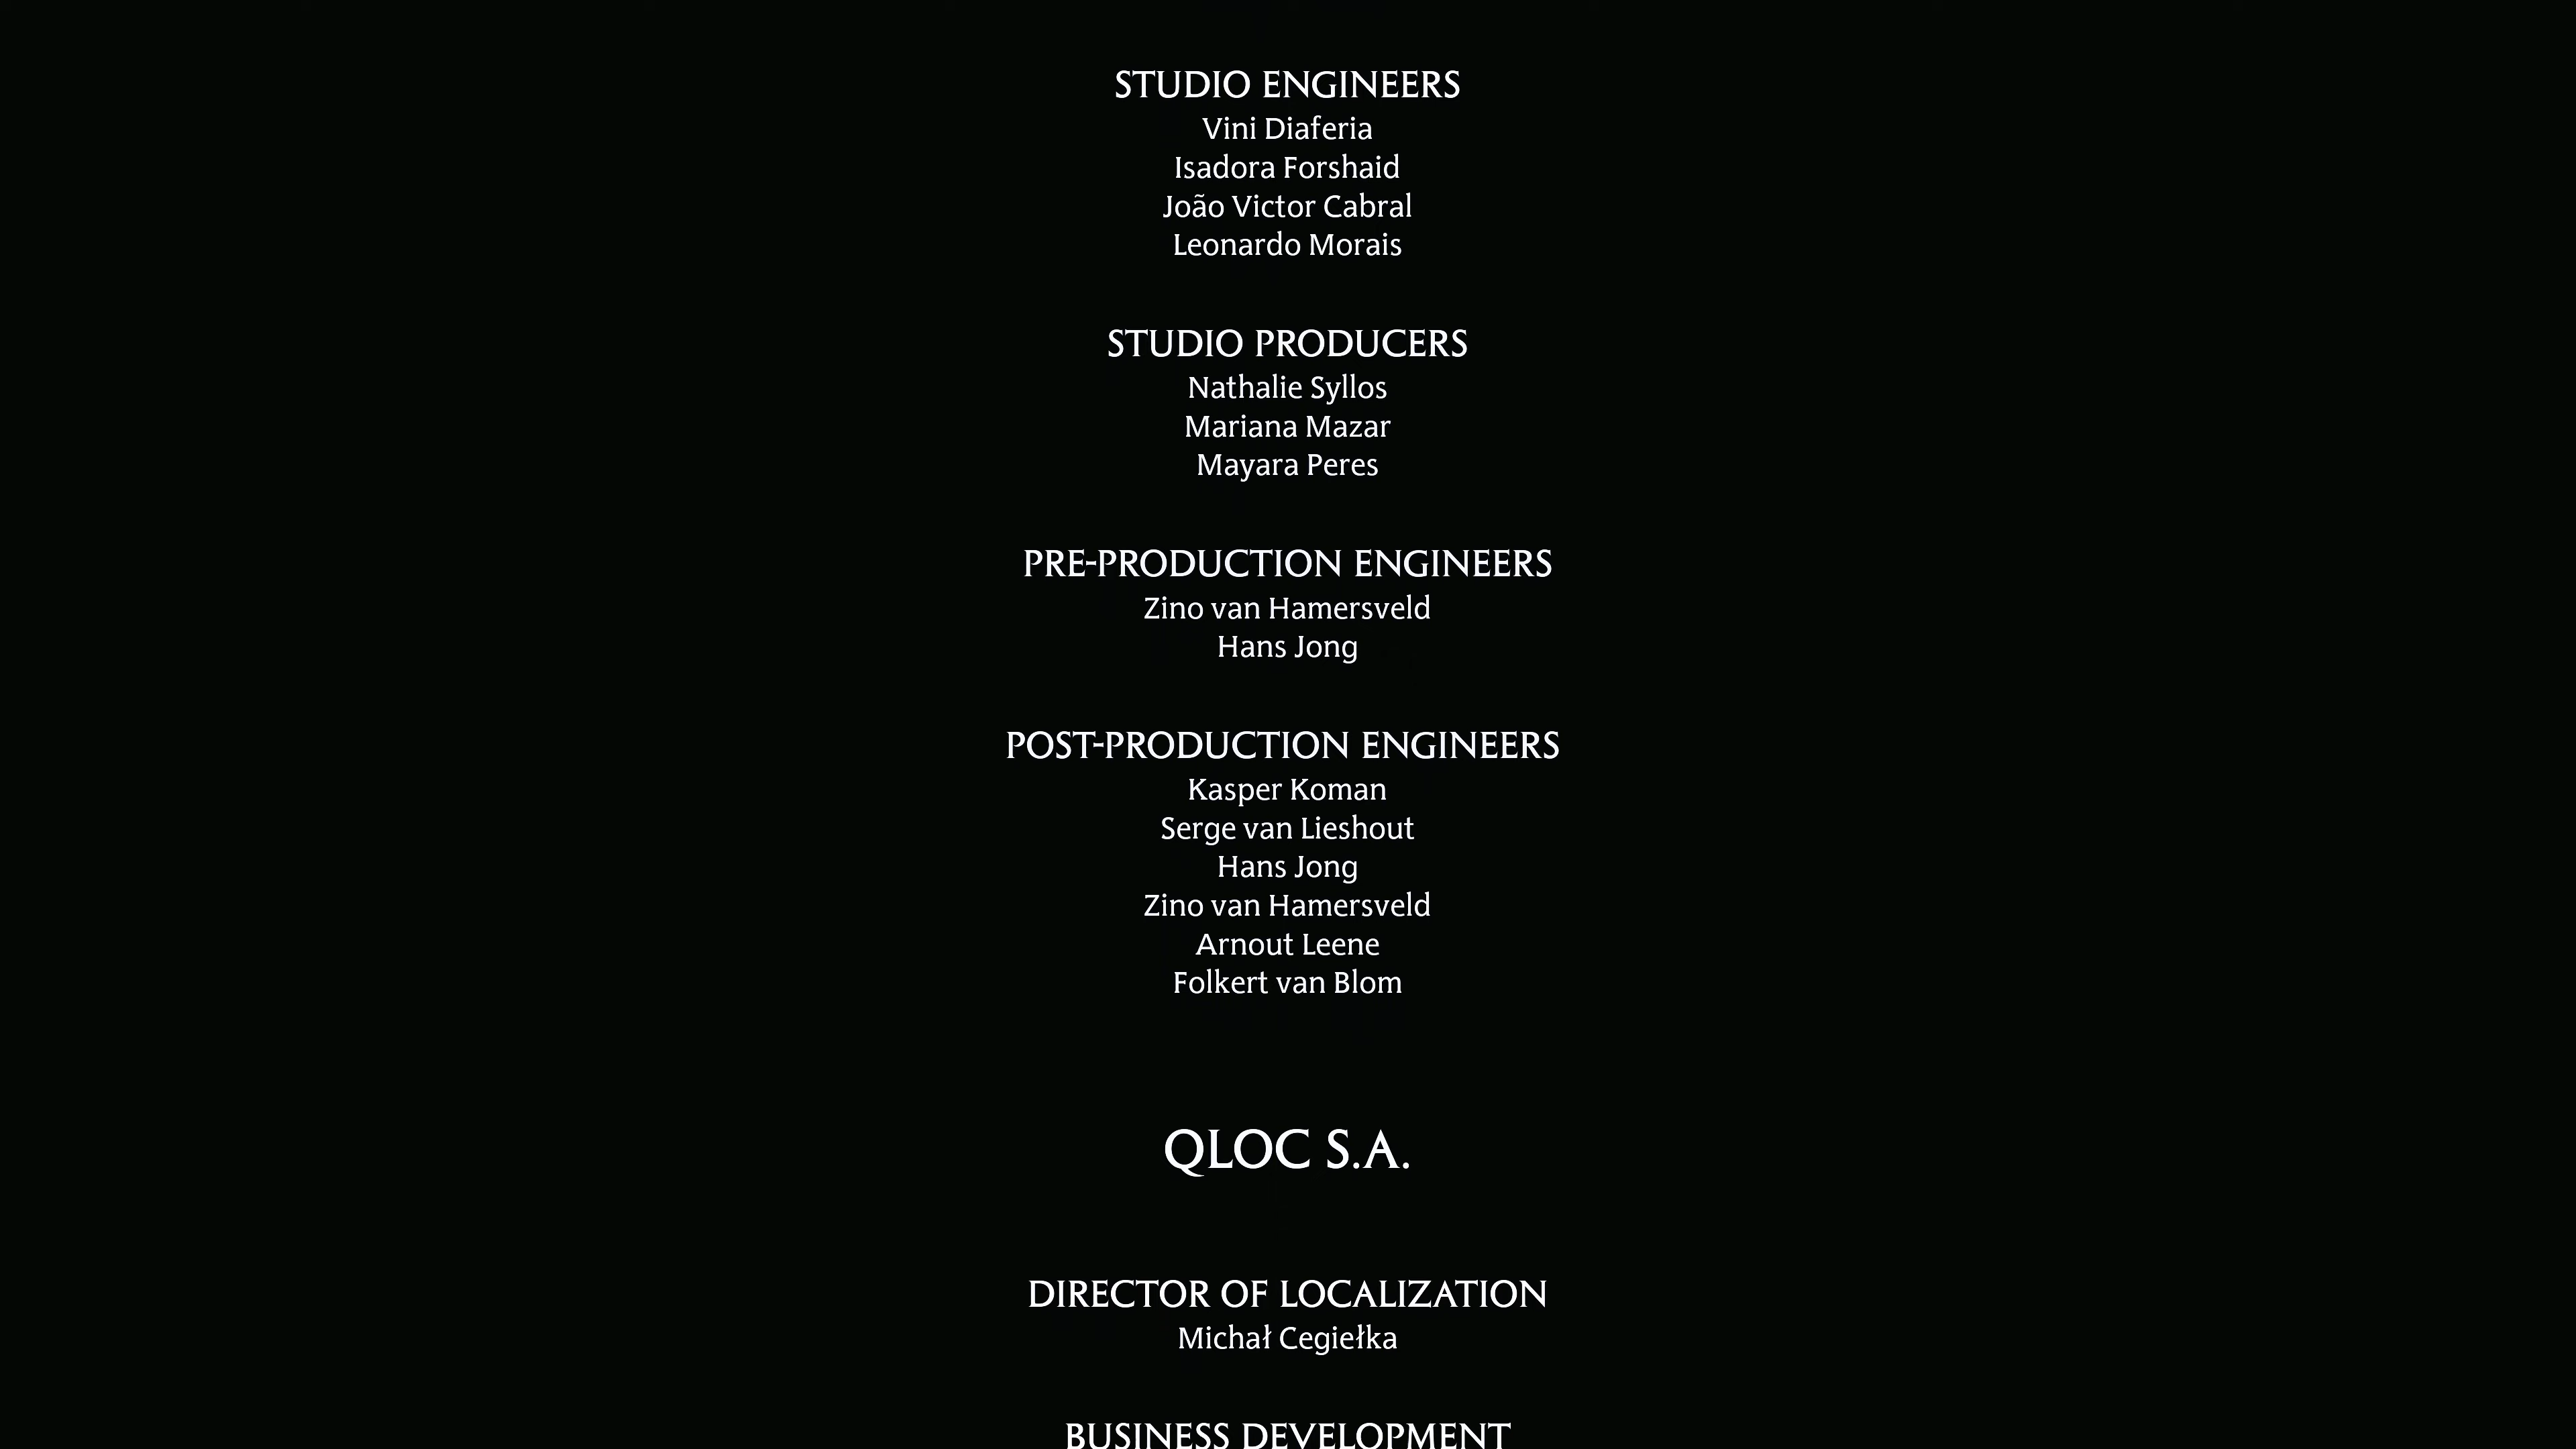 STUDIO ENGINEERS
Vini Diaferia
Isadora Forshaid
João Victor Cabral
Leonardo Morais
STUDIO PRODUCERS
Nathalie Syllos
Mariana Mazar
Mayara Peres
PRE-PRODUCTION ENGINEERS
Zino van Hamersveld
Hans Jong
POST-PRODUCTION ENGINEERS
Kasper Koman
Serge van Lieshout
Hans Jong
Zino van Hamersveld
Arnout Leene
Folkert van Blom
QLOC S.A.
DIRECTOR OF LOCALIZATION
Michał Cegiełka
BUSINESS DEVELOPMENT